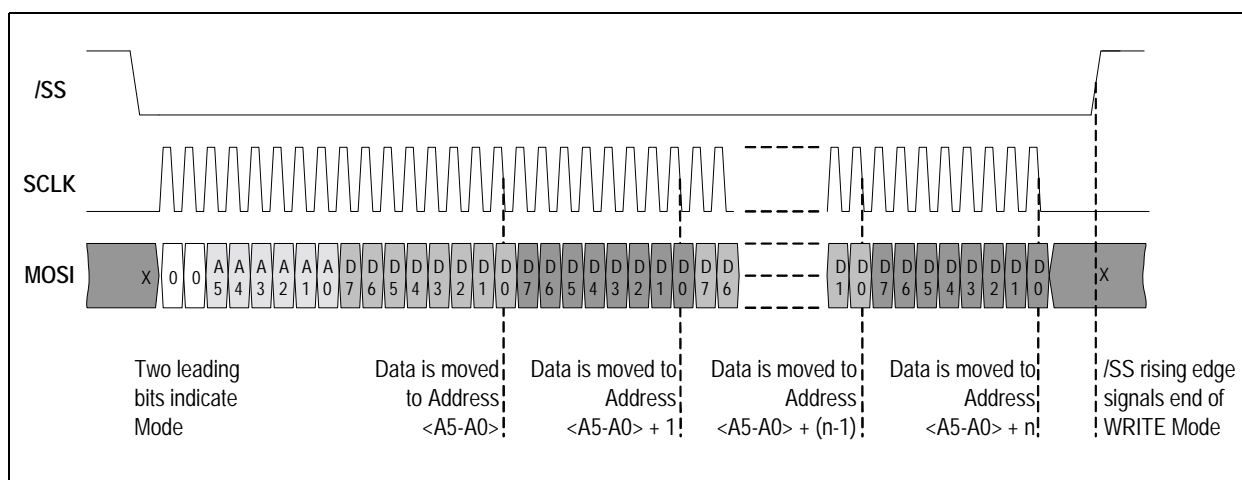 /SS
SCLK
MOSI
X 0 0 A5 A4 A3 A2 A1 A0 D7 D6 D5 D4 D3 D2 D1 D0 D7 D6 D5 D4 D3 D2 D1 D0 D7 D6 D1 D0 D7 D6 D5 D4 D3 D2 D1 D0 X
Two leading
bits indicate
Mode
Data is moved
to Address
<A5-A0>
Data is moved to
Address
<A5-A0> + 1
Data is moved to
Address
<A5-A0> + (n-1)
Data is moved to
Address
<A5-A0> + n
/SS rising edge
signals end of
WRITE Mode